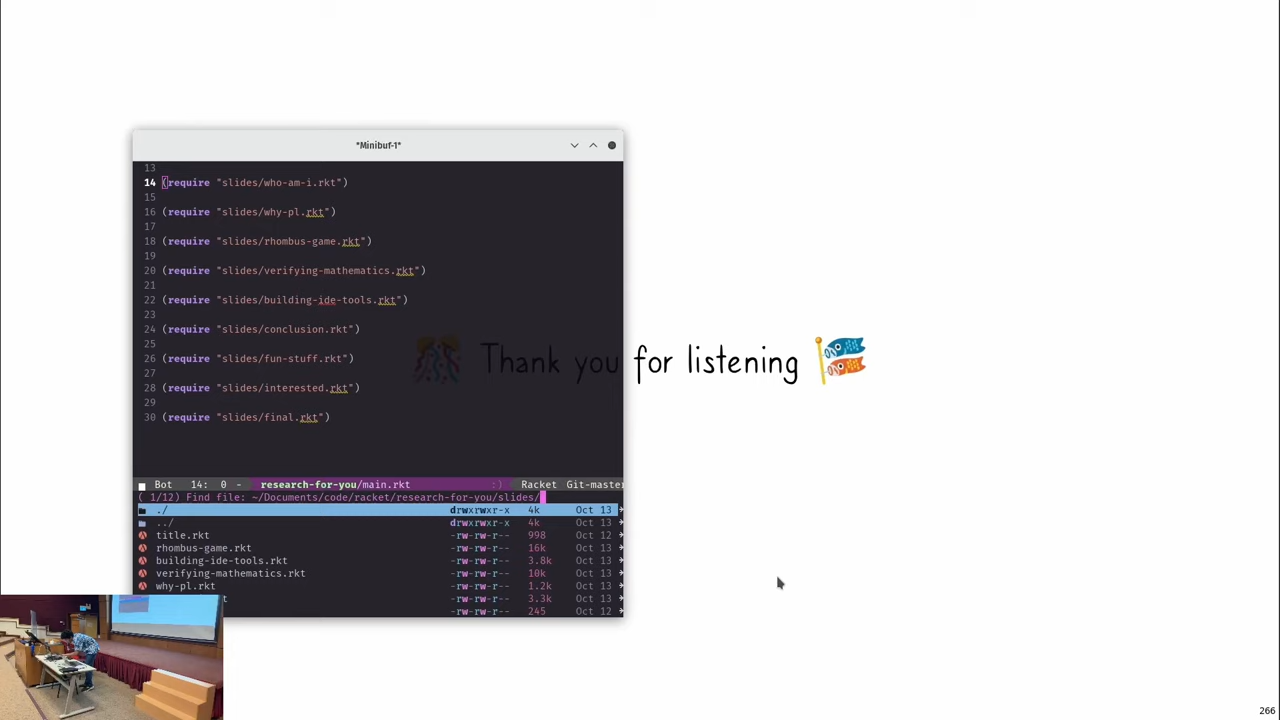 *Minibuf-1*
13
14 (require "slides/who-am-i.rkt")
15
16 (require "slides/why-pl.rkt")
17
18 (require "slides/rhombus-game.rkt")
19
20 (require "slides/verifying-mathematics.rkt")
21
22 (require "slides/building-ide-tools.rkt")
23
24 (require "slides/conclusion.rkt")
25
26 (require "slides/fun-stuff.rkt")
27
28 (require "slides/interested.rkt")
29
30 (require "slides/final.rkt")
Thank you for listening
Bot 14: 0 - research-for-you/main.rkt :) Racket Git-master
( 1/12) Find file: ~/Documents/code/racket/research-for-you/slides/
./ drwxrwxr-x 4k Oct 13
../ drwxrwxr-x 4k Oct 13
title.rkt -rw-rw-r-- 998 Oct 12
rhombus-game.rkt -rw-rw-r-- 16k Oct 13
building-ide-tools.rkt -rw-rw-r-- 3.8k Oct 13
verifying-mathematics.rkt -rw-rw-r-- 10k Oct 13
why-pl.rkt -rw-rw-r-- 1.2k Oct 13
t -rw-rw-r-- 3.3k Oct 13
-rw-rw-r-- 245 Oct 12
266